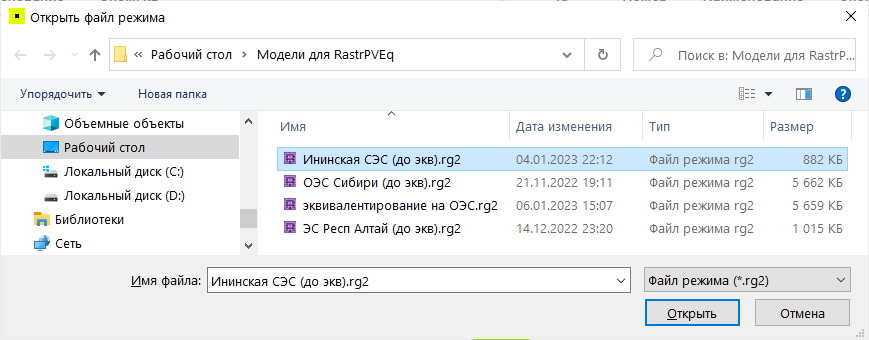 Открыть файл режима
« Рабочий стол › Модели для RastrPVEq
Поиск в: Модели для RastrP...
Упорядочить
Новая папка
Объемные объекты
Рабочий стол
Локальный диск (C:)
Локальный диск (D:)
Библиотеки
Сеть
Имя Дата изменения Тип Размер
Ининская СЭС (до экв).rg2 04.01.2023 22:12 Файл режима rg2 882 КБ
ОЭС Сибири (до экв).rg2 21.11.2022 19:11 Файл режима rg2 5 662 КБ
эквивалентирование на ОЭС.rg2 06.01.2023 15:07 Файл режима rg2 5 659 КБ
ЭС Респ Алтай (до экв).rg2 14.12.2022 23:20 Файл режима rg2 1 015 КБ
Имя файла: Ининская СЭС (до экв).rg2 Файл режима (*.rg2)
Открыть Отмена